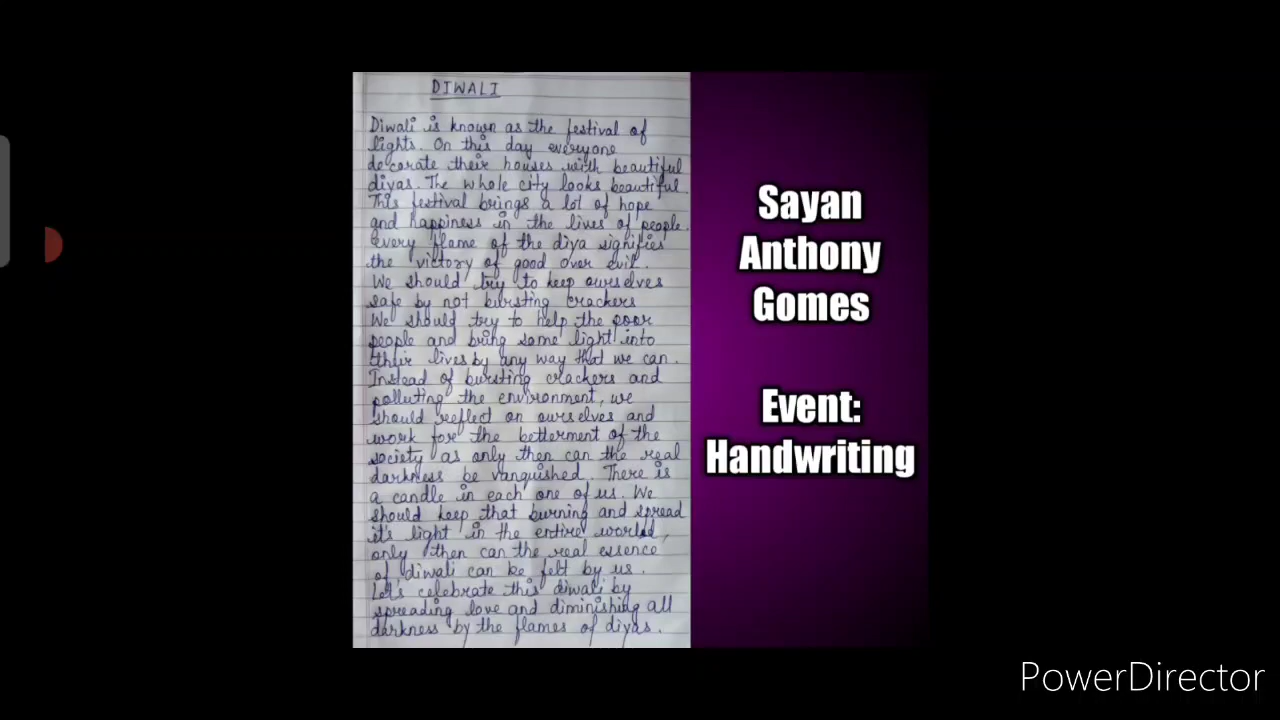 DIWALI
Diwali is known as the festival of
lights. On this day everyone
decorate their houses with beautiful
divas. The whole city looks beautiful.
This festival brings a lot of hope
and happiness in the lives of people.
Every flame of the diya signifies
the victory of good over evil.
We should try to keep ourselves
safe by not bursting crackers
We should try to help the poor
people and bring some light into
their lives by any way that we can.
Instead of bursting crackers and
polluting the environment, we
should reflect on ourselves and
work for the betterment of the
society as only then can the real
darkness be vanquished. There is
a candle in each one of us. We
should keep that burning and spread
it's light in the entire world,
only then can the real essence
of diwali can be felt by us.
Let's celebrate this diwali by
spreading love and diminishing all
darkness by the flames of diyas.
Sayan
Anthony
Gomes
Event:
Handwriting
PowerDirector